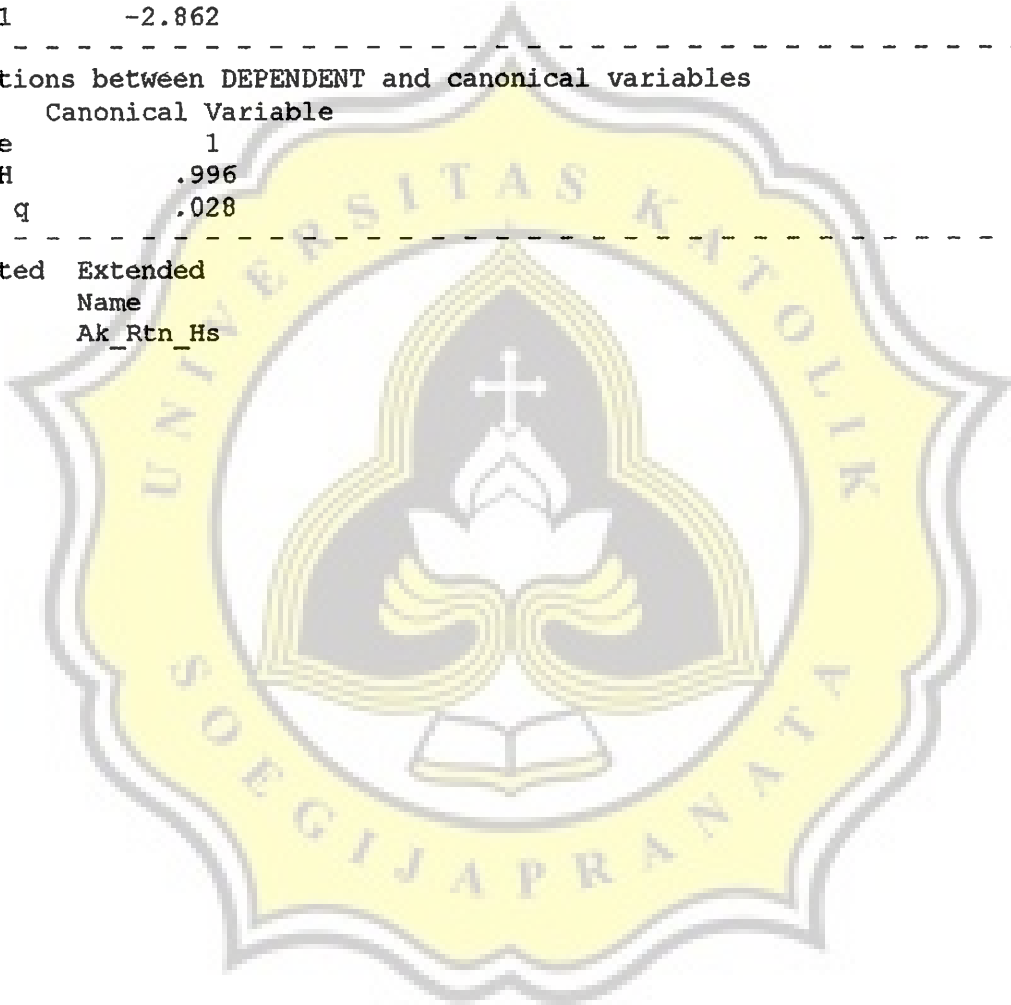 1 -2.862
- - - - - - - - - - - - - - - - - - - - - - - - - - - - - - - -
tions between DEPENDENT and canonical variables
Canonical Variable
e 1
H .996
q .028
- - - - - - - - - - - - - - - - - - - - - - - - - - - - - - -
ted Extended
Name
Ak_Rtn_Hs
UNIVERSITAS KATOLIK
SOEGIJAPRANATA